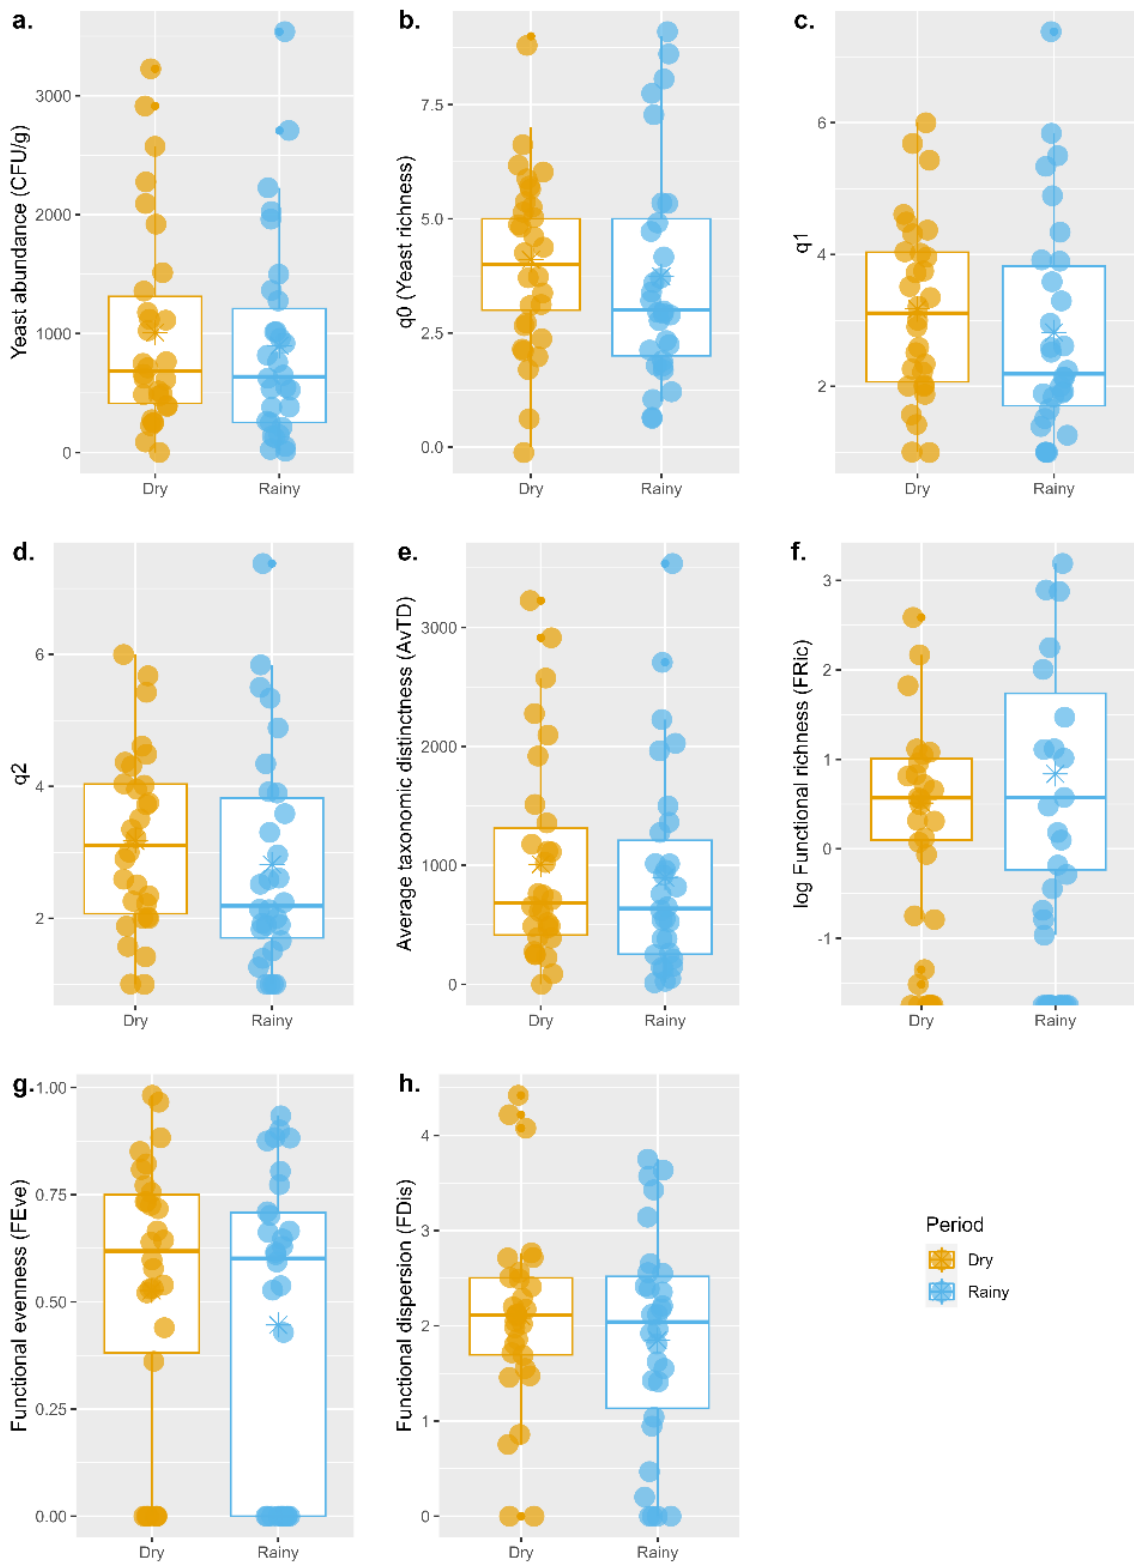 a.
Yeast abundance (CFU/g)
3000
2000
1000
0
Dry
Rainy
b.
q0 (Yeast richness)
7.5
5.0
2.5
0.0
Dry
Rainy
c.
q1
6
4
2
Dry
Rainy
d.
q2
6
4
2
Dry
Rainy
e.
Average taxonomic distinctness (AvTD)
3000
2000
1000
0
Dry
Rainy
f.
log Functional richness (FRic)
3
2
1
0
-1
Dry
Rainy
g.
Functional evenness (FEve)
1.00
0.75
0.50
0.25
0.00
Dry
Rainy
h.
Functional dispersion (FDis)
4
3
2
1
0
Dry
Rainy
Period
Dry
Rainy